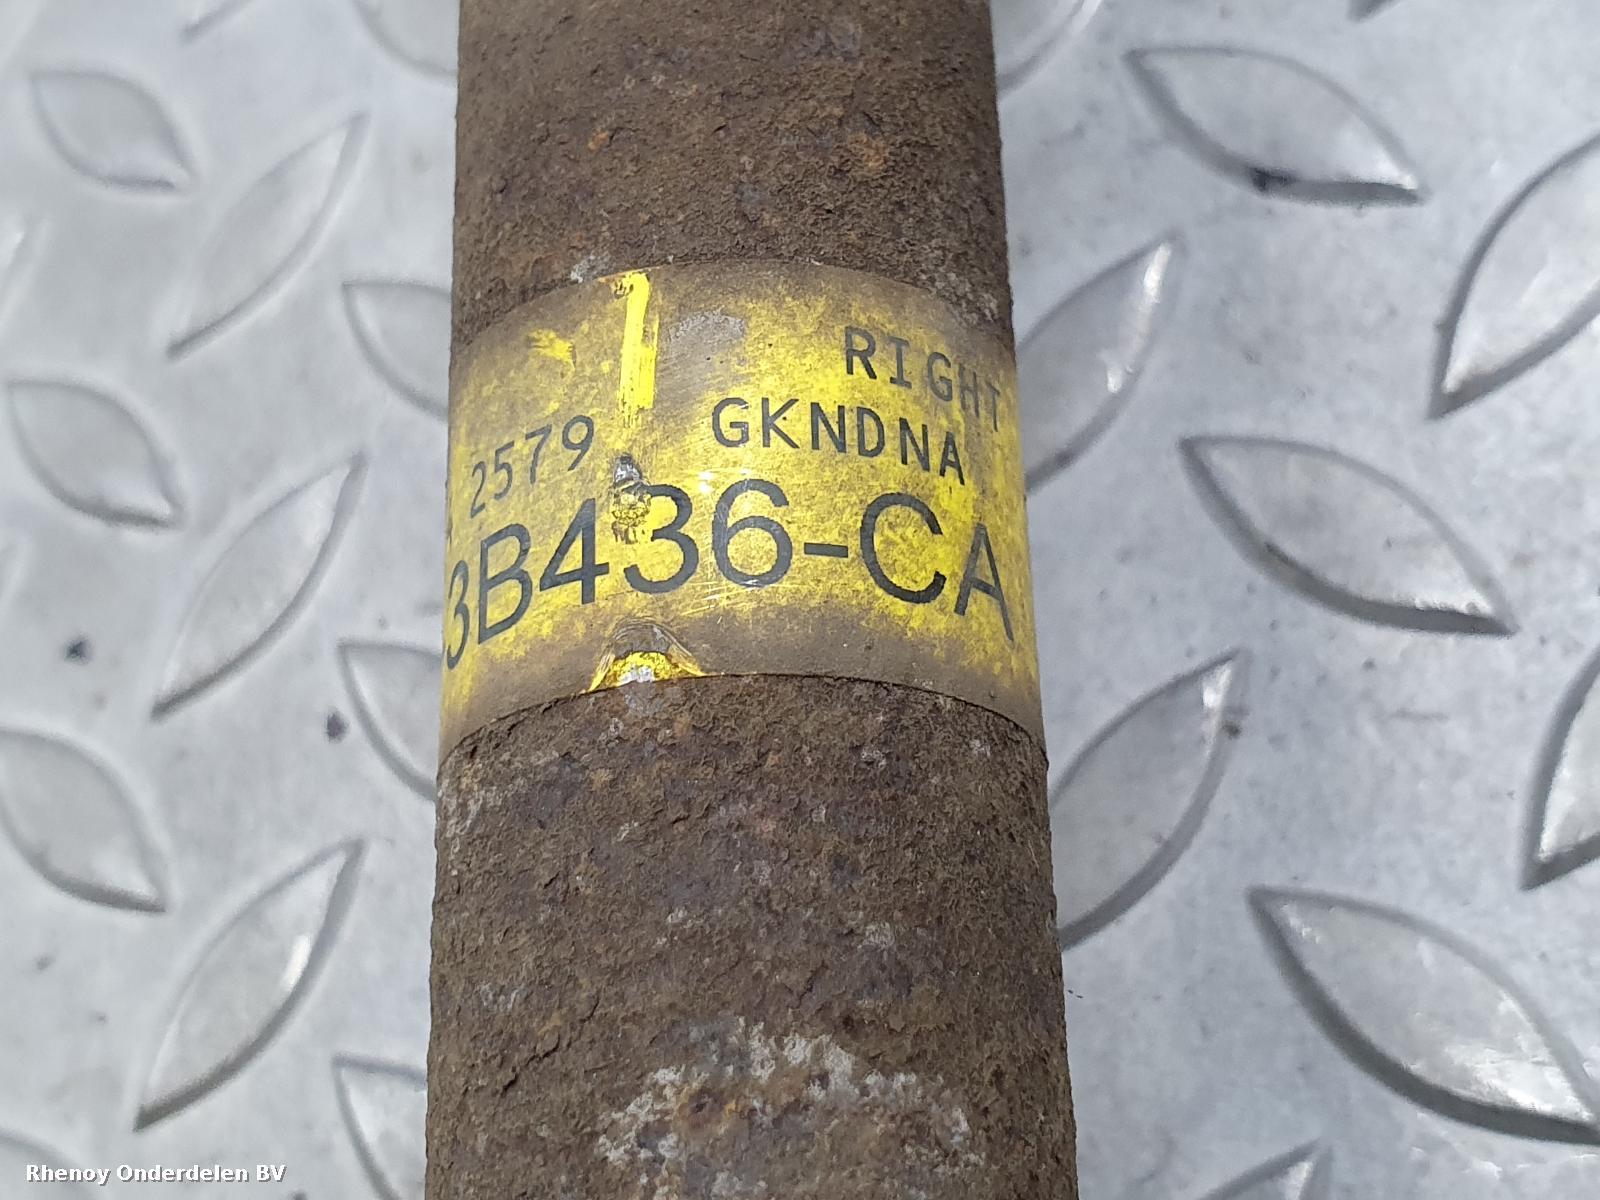 RIGHT
2579 GKNDNA
3B436-CA
Rhenoy Onderdelen BV